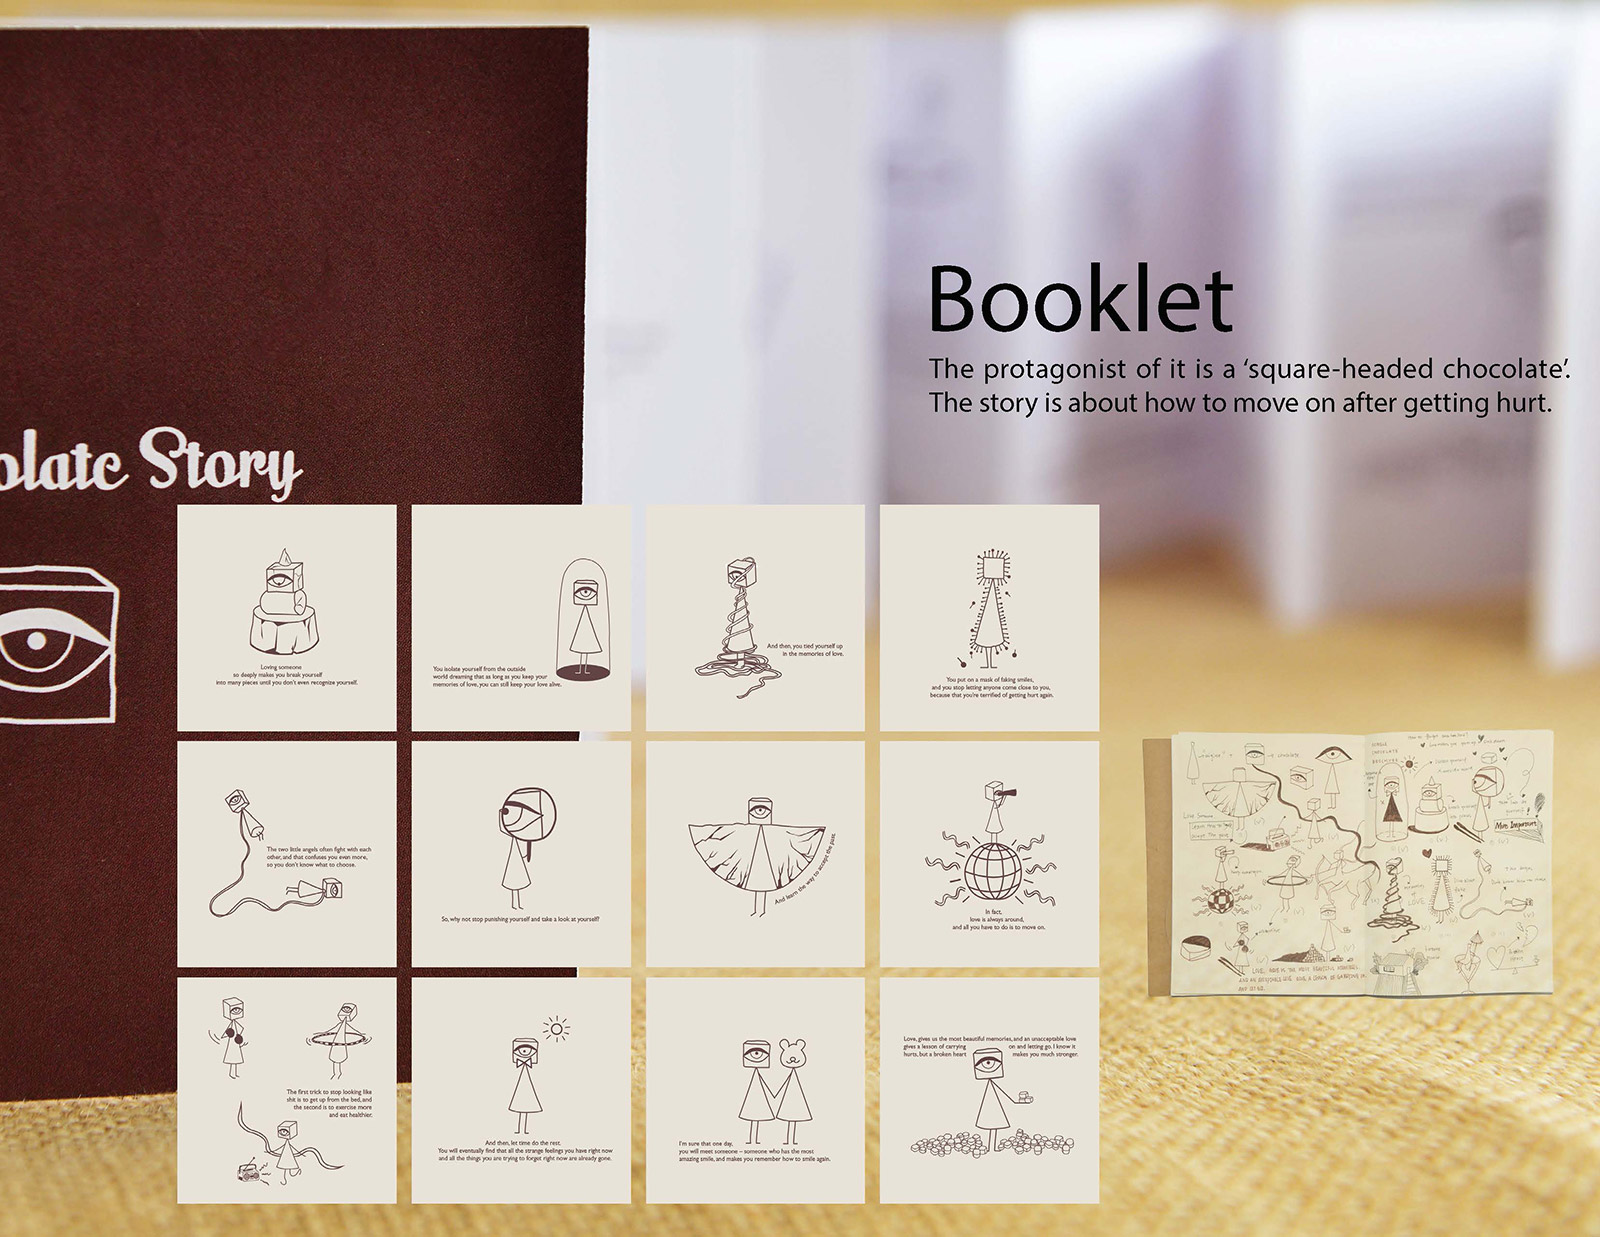 Booklet
The protagonist of it is a ‘square-headed chocolate’.
The story is about how to move on after getting hurt.
olate Story
Loving someone
so deeply makes you break yourself
into many pieces until you don't even recognize yourself.
You isolate yourself from the outside
world dreaming that as long as you keep your
memories of love, you can still keep your love alive.
And then, you tied yourself up
in the memories of love.
You put on a mask of faking smiles,
and you stop letting anyone come close to you,
because that you're terrified of getting hurt again.
The two little angels often fight with each
other, and that confuses you even more,
so you don't know what to choose.
So, why not stop punishing yourself and take a look at yourself?
And learn the way to accept the past.
In fact,
love is always around,
and all you have to do is to move on.
The first trick to stop looking like
shit is to get up from the bed, and
the second is to exercise more
and eat healthier.
And then, let time do the rest.
You will eventually find that all the strange feelings you have right now
and all the things you are trying to forget right now are already gone.
I'm sure that one day,
you will meet someone – someone who has the most
amazing smile, and makes you remember how to smile again.
Love, gives us the most beautiful memories, and an unacceptable love
gives a lesson of carrying on and letting go. I know it
hurts, but a broken heart makes you much stronger.
chocolate
Love Someone
LOVE